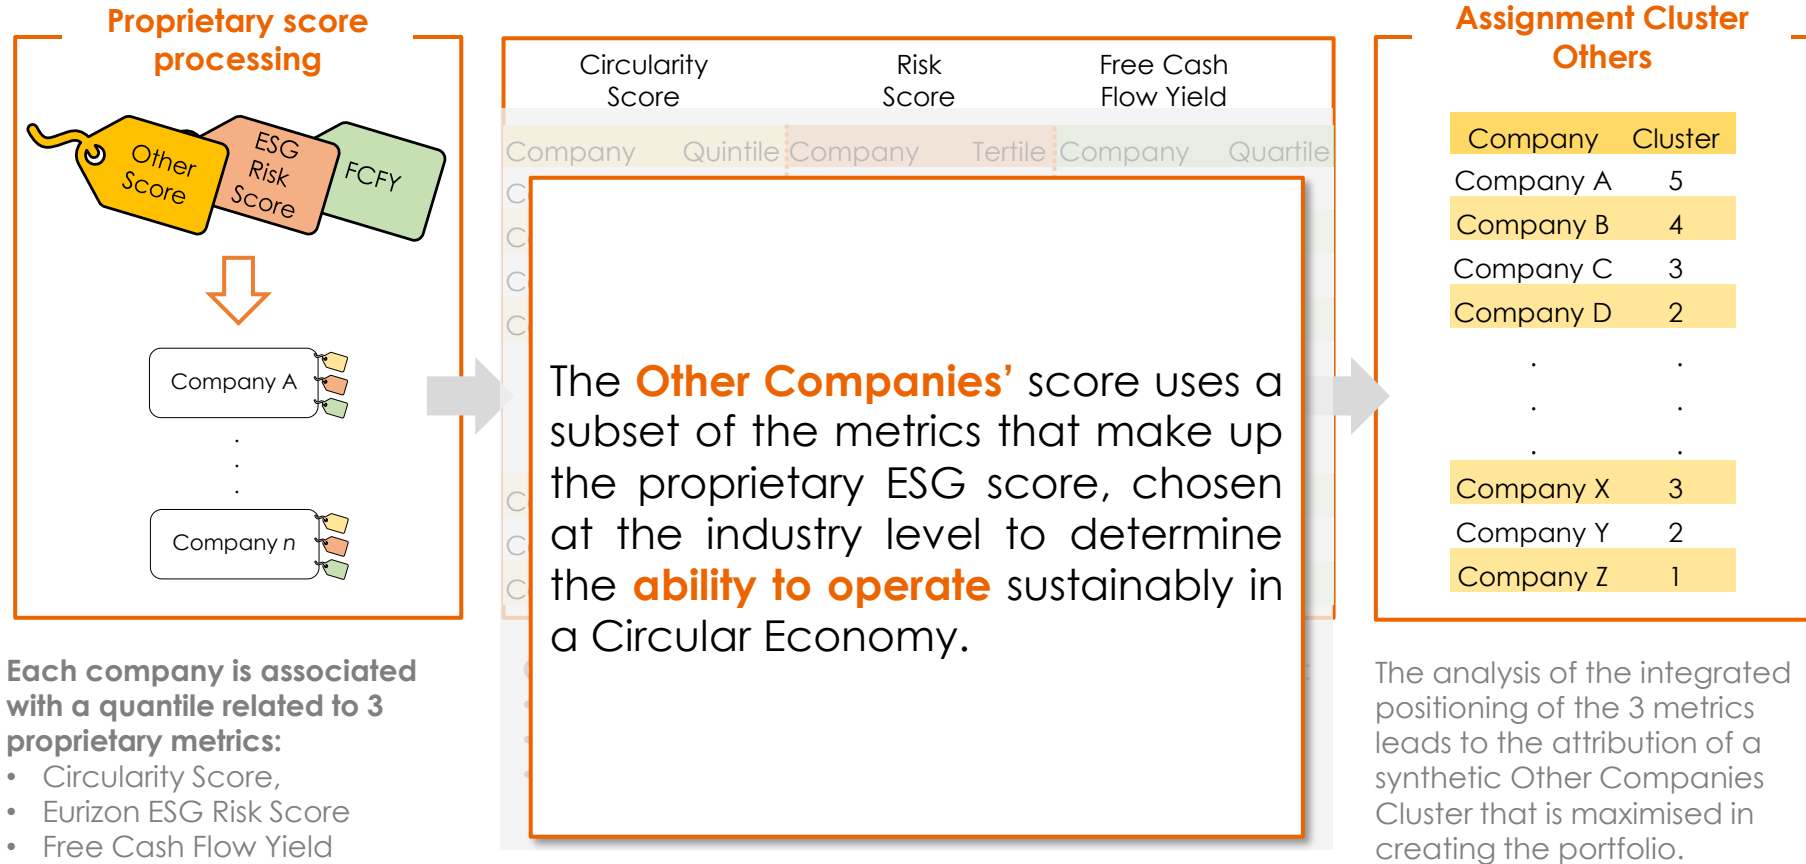 Proprietary score
processing
Other
Score
ESG
Risk
Score
FCFY
Company A
.
.
.
Company n
Each company is associated
with a quantile related to 3
proprietary metrics:
• Circularity Score,
• Eurizon ESG Risk Score
• Free Cash Flow Yield
Circularity
Score
Risk
Score
Free Cash
Flow Yield
Company Quintile Company Tertile Company Quartile
The Other Companies’ score uses a
subset of the metrics that make up
the proprietary ESG score, chosen
at the industry level to determine
the ability to operate sustainably in
a Circular Economy.
Assignment Cluster
Others
Company Cluster
Company A 5
Company B 4
Company C 3
Company D 2
. .
. .
. .
Company X 3
Company Y 2
Company Z 1
The analysis of the integrated
positioning of the 3 metrics
leads to the attribution of a
synthetic Other Companies
Cluster that is maximised in
creating the portfolio.